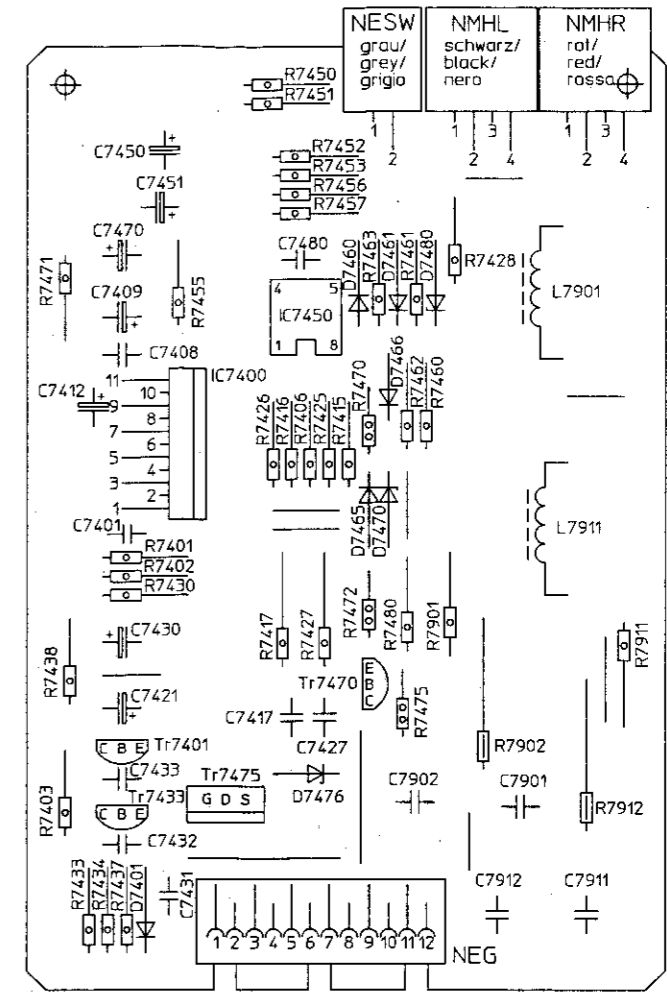 NESW
grau/
grey/
grigio
NMHL
schwarz/
black/
nero
NMHR
rot/
red/
rosso
1
2
1
2
3
4
1
2
3
4
R7450
R7451
C7450
C7451
R7452
R7453
R7456
R7457
C7470
C7480
D7460
R7463
D7461
R7461
D7480
R7428
R7471
C7409
R7455
4
5
IC7450
1
8
L7901
C7408
IC7400
C7412
11
10
9
8
7
6
5
4
3
2
1
R7426
R7416
R7406
R7425
R7415
R7470
D7466
R7462
R7460
C7401
R7401
R7402
R7430
D7465
D7470
L7911
R7438
C7430
R7417
R7427
R7472
R7480
R7901
R7911
C7421
Tr7470
E
B
C
R7475
C7417
C7427
Tr7401
C B E
C7433
Tr7475
G D S
D7476
R7902
R7403
Tr7433
C B E
C7902
C7901
R7912
C7432
R7433
R7434
R7437
D7401
C7431
C7912
C7911
1 2 3 4 5 6 7 8 9 10 11 12
NEG